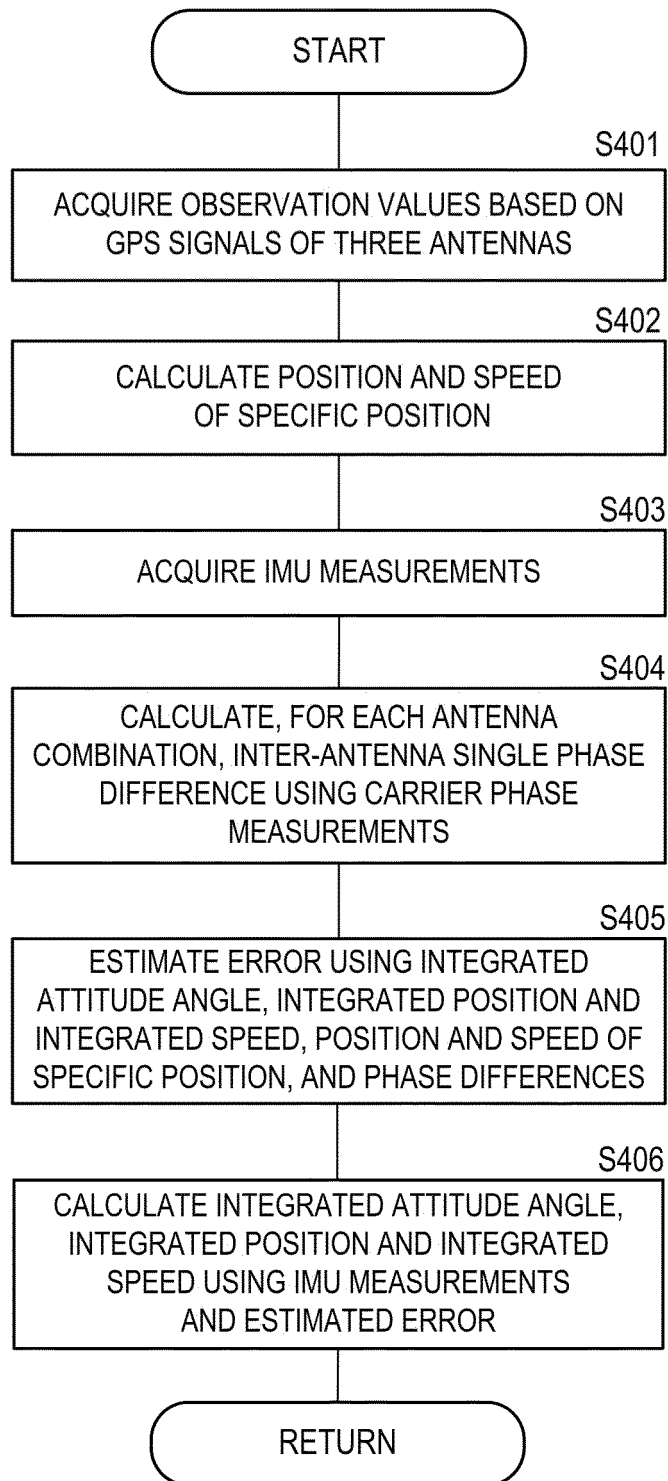 START
S401
ACQUIRE OBSERVATION VALUES BASED ON
GPS SIGNALS OF THREE ANTENNAS
S402
CALCULATE POSITION AND SPEED
OF SPECIFIC POSITION
S403
ACQUIRE IMU MEASUREMENTS
S404
CALCULATE, FOR EACH ANTENNA
COMBINATION, INTER-ANTENNA SINGLE PHASE
DIFFERENCE USING CARRIER PHASE
MEASUREMENTS
S405
ESTIMATE ERROR USING INTEGRATED
ATTITUDE ANGLE, INTEGRATED POSITION AND
INTEGRATED SPEED, POSITION AND SPEED OF
SPECIFIC POSITION, AND PHASE DIFFERENCES
S406
CALCULATE INTEGRATED ATTITUDE ANGLE,
INTEGRATED POSITION AND INTEGRATED
SPEED USING IMU MEASUREMENTS
AND ESTIMATED ERROR
RETURN